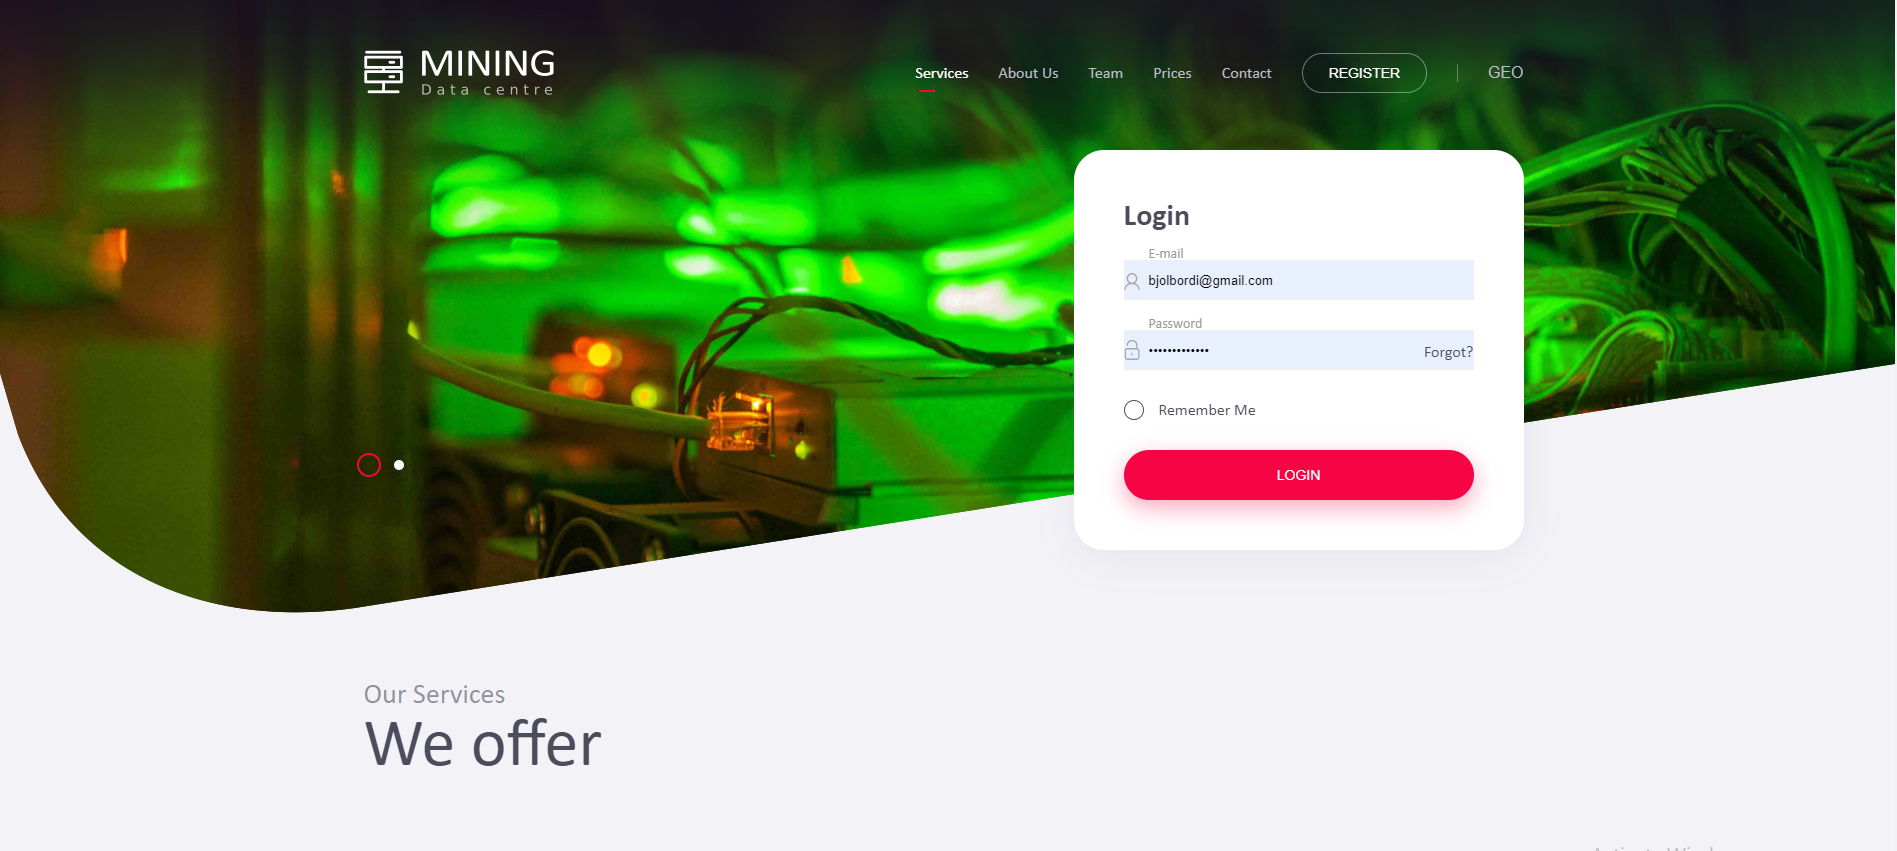 MINING
Data centre
Services About Us Team Prices Contact REGISTER GEO
Login
E-mail
bjolbordi@gmail.com
Password
••••••••••••• Forgot?
Remember Me
LOGIN
Our Services
We offer